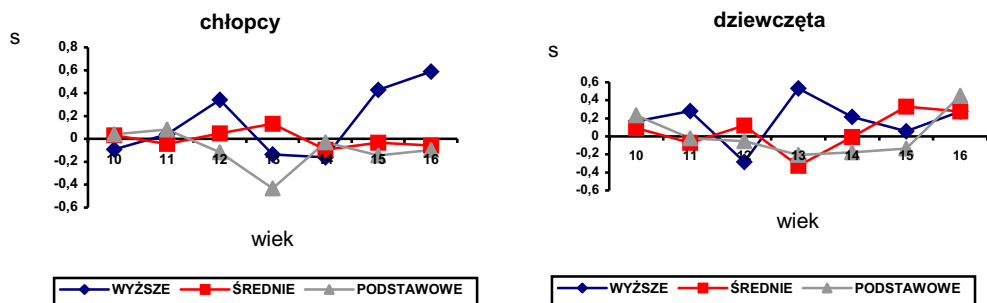 chłopcy
s
0,8
0,6
0,4
0,2
0
-0,2
-0,4
-0,6
10 11 12 13 14 15 16
wiek
WYŻSZE ŚREDNIE PODSTAWOWE
dziewczęta
s
0,6
0,4
0,2
0
-0,2
-0,4
-0,6
10 11 12 13 14 15 16
wiek
WYŻSZE ŚREDNIE PODSTAWOWE